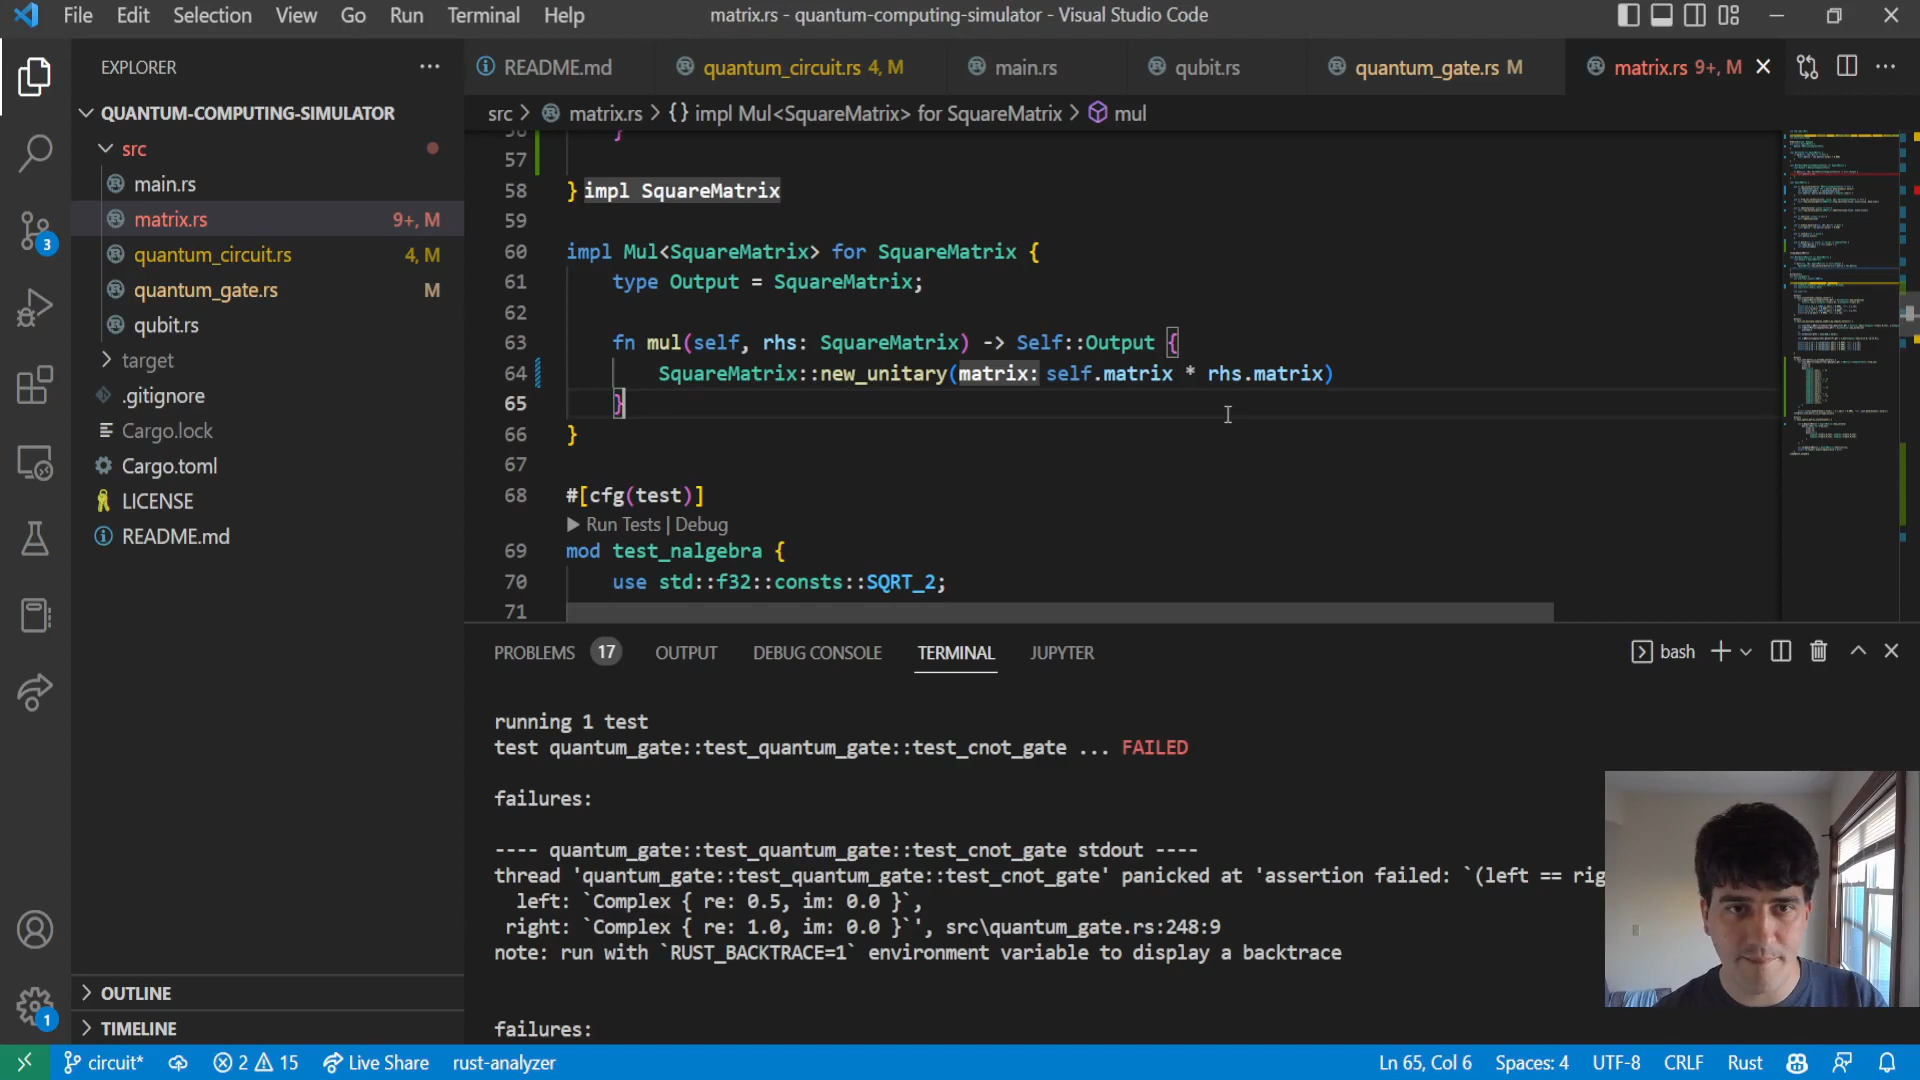 File Edit Selection View Go Run Terminal Help
matrix.rs - quantum-computing-simulator - Visual Studio Code
EXPLORER
QUANTUM-COMPUTING-SIMULATOR
src
main.rs
matrix.rs 9+, M
quantum_circuit.rs 4, M
quantum_gate.rs M
qubit.rs
target
.gitignore
Cargo.lock
Cargo.toml
LICENSE
README.md
OUTLINE
TIMELINE
3
1
README.md quantum_circuit.rs 4, M main.rs qubit.rs quantum_gate.rs M matrix.rs 9+, M
src > matrix.rs > {} impl Mul<SquareMatrix> for SquareMatrix > mul
56 }
57
58 } impl SquareMatrix
59
60 impl Mul<SquareMatrix> for SquareMatrix {
61 type Output = SquareMatrix;
62
63 fn mul(self, rhs: SquareMatrix) -> Self::Output {
64 SquareMatrix::new_unitary(matrix: self.matrix * rhs.matrix)
65 }
66 }
67
68 #[cfg(test)]
▶ Run Tests | Debug
69 mod test_nalgebra {
70 use std::f32::consts::SQRT_2;
71
PROBLEMS 17 OUTPUT DEBUG CONSOLE TERMINAL JUPYTER
bash
running 1 test
test quantum_gate::test_quantum_gate::test_cnot_gate ... FAILED
failures:
---- quantum_gate::test_quantum_gate::test_cnot_gate stdout ----
thread 'quantum_gate::test_quantum_gate::test_cnot_gate' panicked at 'assertion failed: `(left == rig
left: `Complex { re: 0.5, im: 0.0 }`,
right: `Complex { re: 1.0, im: 0.0 }`', src\quantum_gate.rs:248:9
note: run with `RUST_BACKTRACE=1` environment variable to display a backtrace
failures:
circuit* 2 15 Live Share rust-analyzer
Ln 65, Col 6 Spaces: 4 UTF-8 CRLF Rust